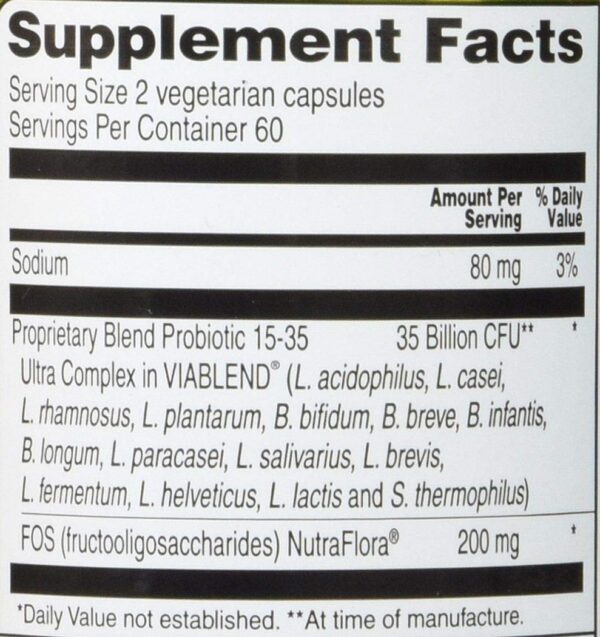 Supplement Facts
Serving Size 2 vegetarian capsules
Servings Per Container 60
Amount Per % Daily
Serving Value
Sodium 80 mg 3%
Proprietary Blend Probiotic 15-35 35 Billion CFU** *
Ultra Complex in VIABLEND® (L. acidophilus, L. casei,
L. rhamnosus, L. plantarum, B. bifidum, B. breve, B. infantis,
B. longum, L. paracasei, L. salivarius, L. brevis,
L. fermentum, L. helveticus, L. lactis and S. thermophilus)
FOS (fructooligosaccharides) NutraFlora® 200 mg *
*Daily Value not established. **At time of manufacture.